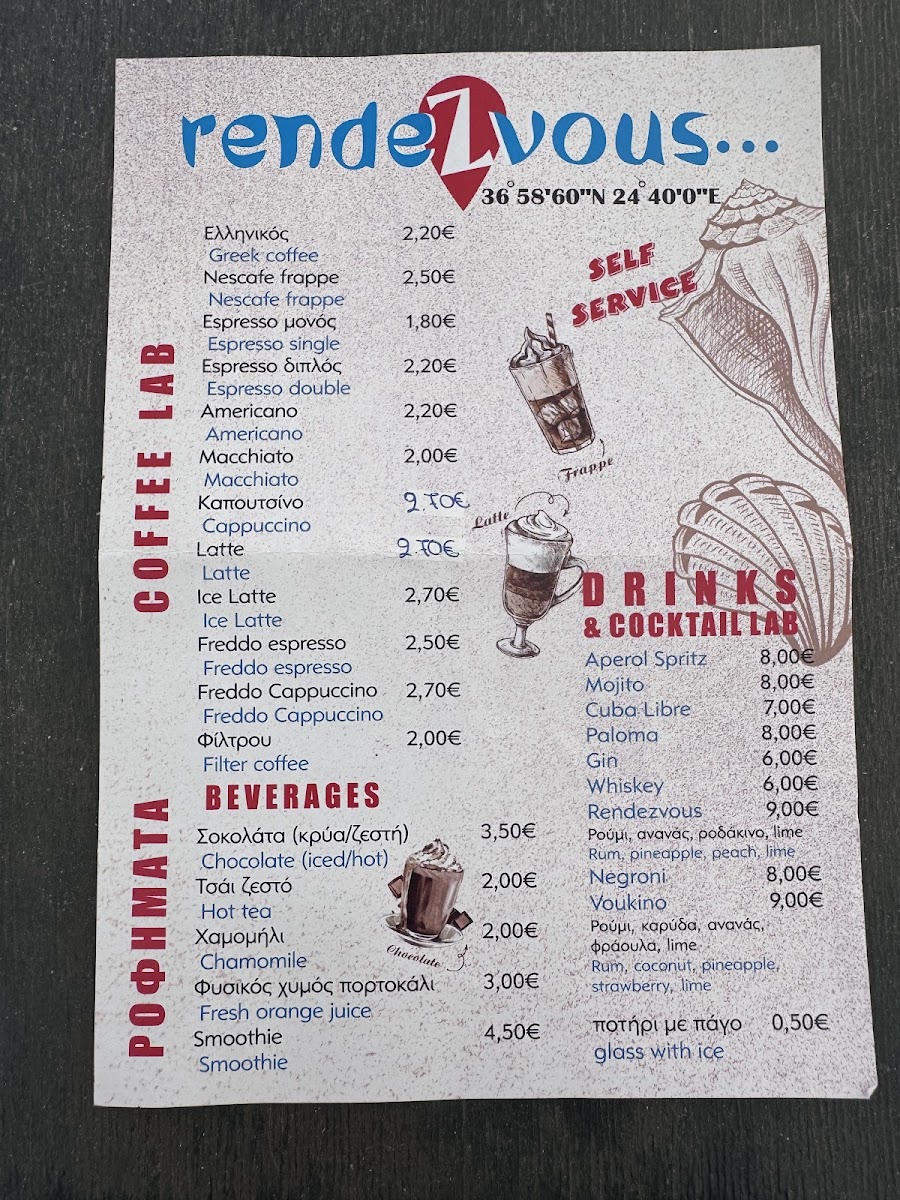 rendeZvous...
36°58'60"N 24°40'0"E
SELF
SERVICE
COFFEE LAB
Ελληνικός 2,20€
Greek coffee
Nescafe frappe 2,50€
Nescafe frappe
Espresso μονός 1,80€
Espresso single
Espresso διπλός 2,20€
Espresso double
Americano 2,20€
Americano
Macchiato 2,00€
Macchiato
Καπουτσίνο 2.70€
Cappuccino
Latte 2.70€
Latte
Ice Latte 2,70€
Ice Latte
Freddo espresso 2,50€
Freddo espresso
Freddo Cappuccino 2,70€
Freddo Cappuccino
Φίλτρου 2,00€
Filter coffee
Frappe
Latte
ΡΟΦΗΜΑΤΑ
BEVERAGES
Σοκολάτα (κρύα/ζεστή) 3,50€
Chocolate (iced/hot)
Τσάι ζεστό 2,00€
Hot tea
Χαμομήλι 2,00€
Chamomile
Φυσικός χυμός πορτοκάλι 3,00€
Fresh orange juice
Smoothie 4,50€
Smoothie
Chocolate
DRINKS
& COCKTAIL LAB
Aperol Spritz 8,00€
Mojito 8,00€
Cuba Libre 7,00€
Paloma 8,00€
Gin 6,00€
Whiskey 6,00€
Rendezvous 9,00€
Ρούμι, ανανάς, ροδάκινο, lime
Rum, pineapple, peach, lime
Negroni 8,00€
Voukino 9,00€
Ρούμι, καρύδα, ανανάς,
φράουλα, lime
Rum, coconut, pineapple,
strawberry, lime
ποτήρι με πάγο 0,50€
glass with ice